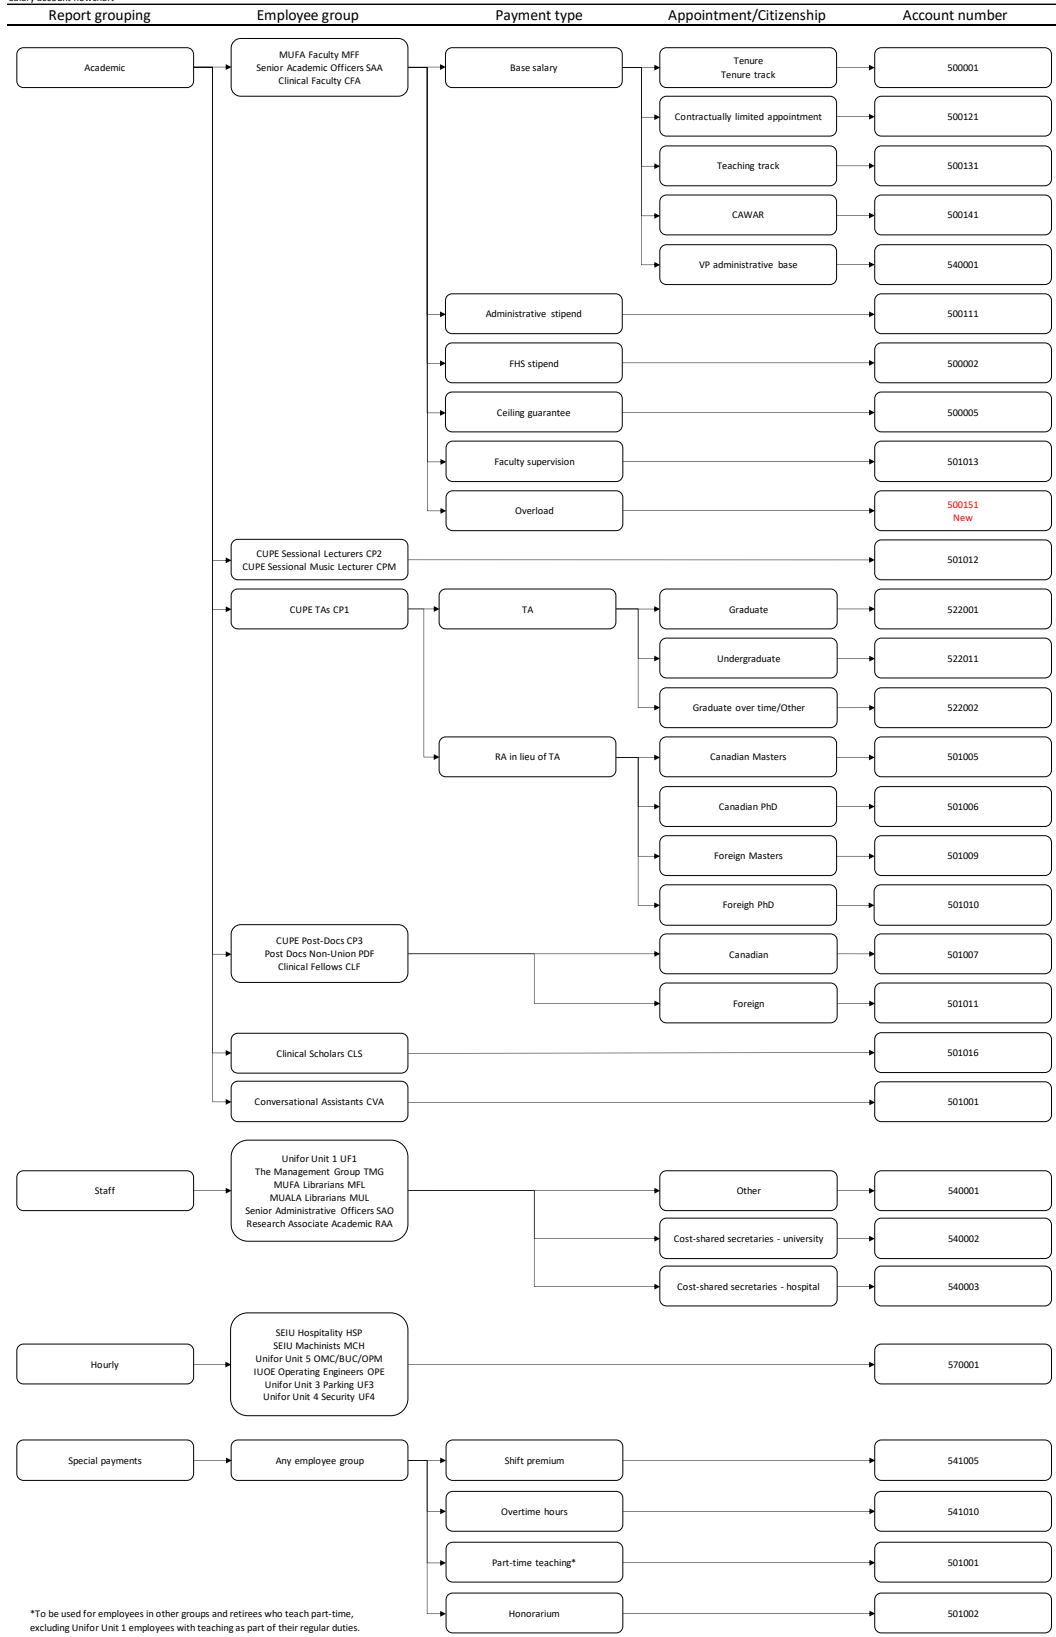 Report grouping
Employee group
Payment type
Appointment/Citizenship
Account number
Academic
MUFA Faculty MFF
Senior Academic Officers SAA
Clinical Faculty CFA
Base salary
Tenure
Tenure track
500001
Contractually limited appointment
500121
Teaching track
500131
CAWAR
500141
VP administrative base
540001
Administrative stipend
500111
FHS stipend
500002
Ceiling guarantee
500005
Faculty supervision
501013
Overload
500151
New
CUPE Sessional Lecturers CP2
CUPE Sessional Music Lecturer CPM
501012
CUPE TAs CP1
TA
Graduate
522001
Undergraduate
522011
Graduate over time/Other
522002
RA in lieu of TA
Canadian Masters
501005
Canadian PhD
501006
Foreign Masters
501009
Foreigh PhD
501010
CUPE Post-Docs CP3
Post Docs Non-Union PDF
Clinical Fellows CLF
Canadian
501007
Foreign
501011
Clinical Scholars CLS
501016
Conversational Assistants CVA
501001
Staff
Unifor Unit 1 UF1
The Management Group TMG
MUFA Librarians MFL
MUALA Librarians MUL
Senior Administrative Officers SAO
Research Associate Academic RAA
Other
540001
Cost-shared secretaries - university
540002
Cost-shared secretaries - hospital
540003
Hourly
SEIU Hospitality HSP
SEIU Machinists MCH
Unifor Unit 5 OMC/BUC/OPM
IUOE Operating Engineers OPE
Unifor Unit 3 Parking UF3
Unifor Unit 4 Security UF4
570001
Special payments
Any employee group
Shift premium
541005
Overtime hours
541010
Part-time teaching*
501001
Honorarium
501002
*To be used for employees in other groups and retirees who teach part-time,
excluding Unifor Unit 1 employees with teaching as part of their regular duties.